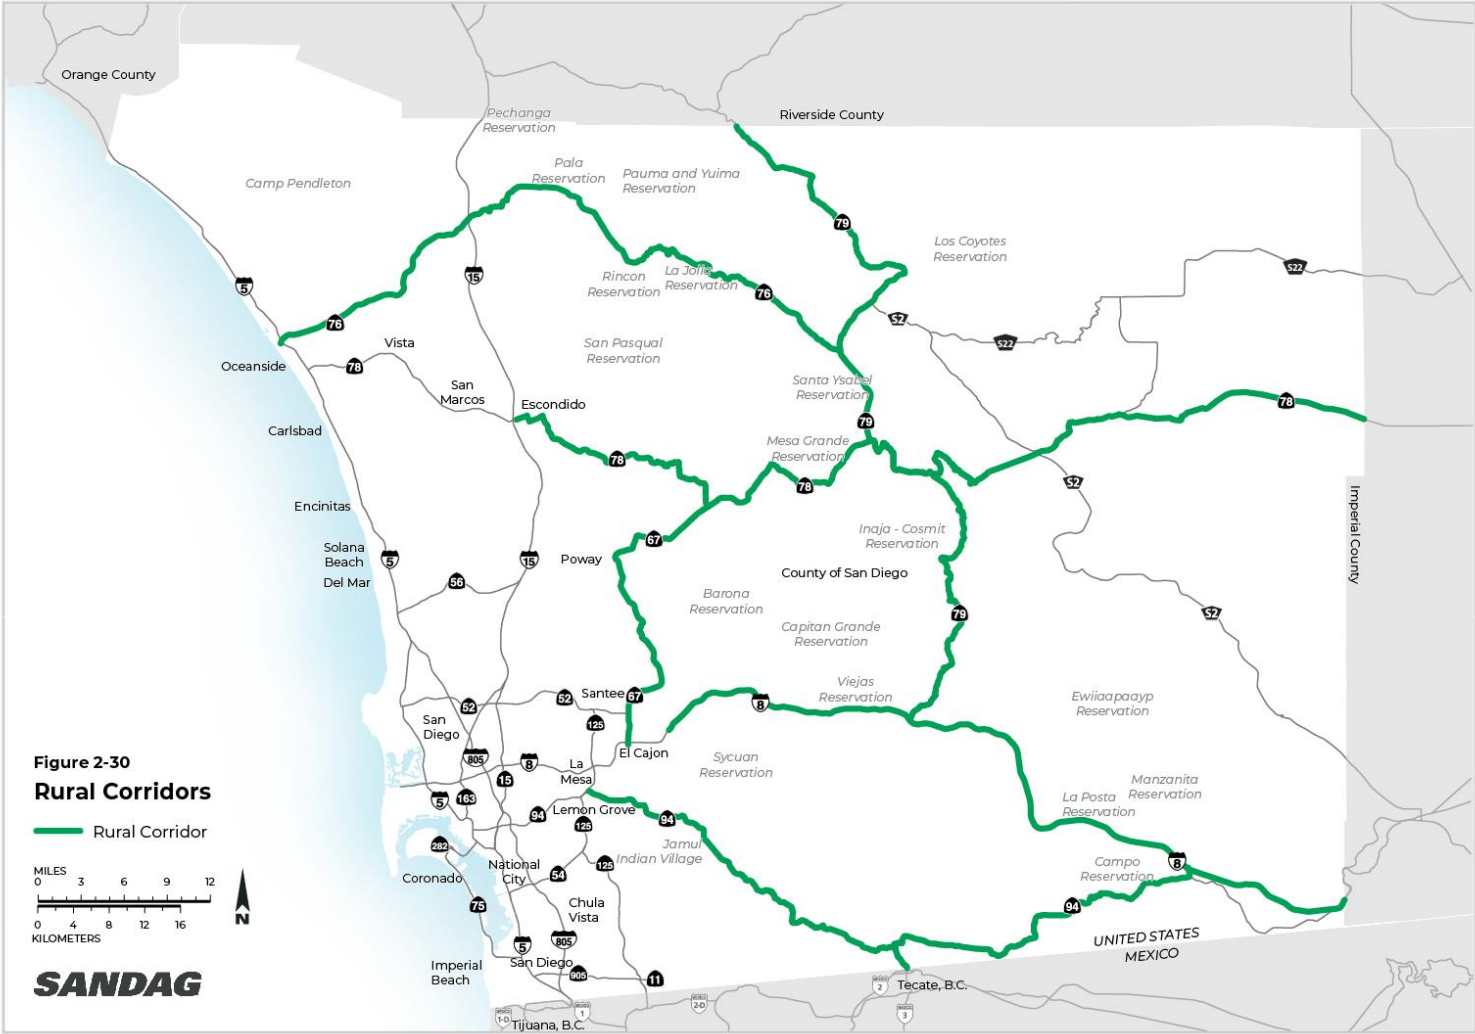 Orange County
Riverside County
Pechanga
Reservation
Pala
Reservation
Pauma and Yuima
Reservation
Camp Pendleton
79
Los Coyotes
Reservation
S22
5
15
Rincon
Reservation
La Jolla
Reservation
76
76
S2
S22
Vista
Oceanside
78
San Pasqual
Reservation
San
Marcos
Escondido
Santa Ysabel
Reservation
78
79
Carlsbad
Mesa Grande
Reservation
78
78
S2
Encinitas
Imperial County
Solana
Beach
Del Mar
5
56
15
Poway
67
Inaja - Cosmit
Reservation
County of San Diego
Barona
Reservation
79
S2
Capitan Grande
Reservation
Viejas
Reservation
Ewiiaapaayp
Reservation
52
52
Santee
67
8
San
Diego
125
805
8
El Cajon
La
Mesa
Sycuan
Reservation
15
5
163
94
Lemon Grove
125
94
Manzanita
Reservation
La Posta
Reservation
282
Jamul
Indian Village
Coronado
National
City
54
125
Campo
Reservation
8
75
Chula
Vista
94
5
805
San Diego
905
11
Imperial
Beach
UNITED STATES
MEXICO
Tecate, B.C.
2
3
2-D
1
1-D
Tijuana, B.C.
Figure 2-30
Rural Corridors
Rural Corridor
MILES
0 3 6 9 12
0 4 8 12 16
KILOMETERS
N
SANDAG